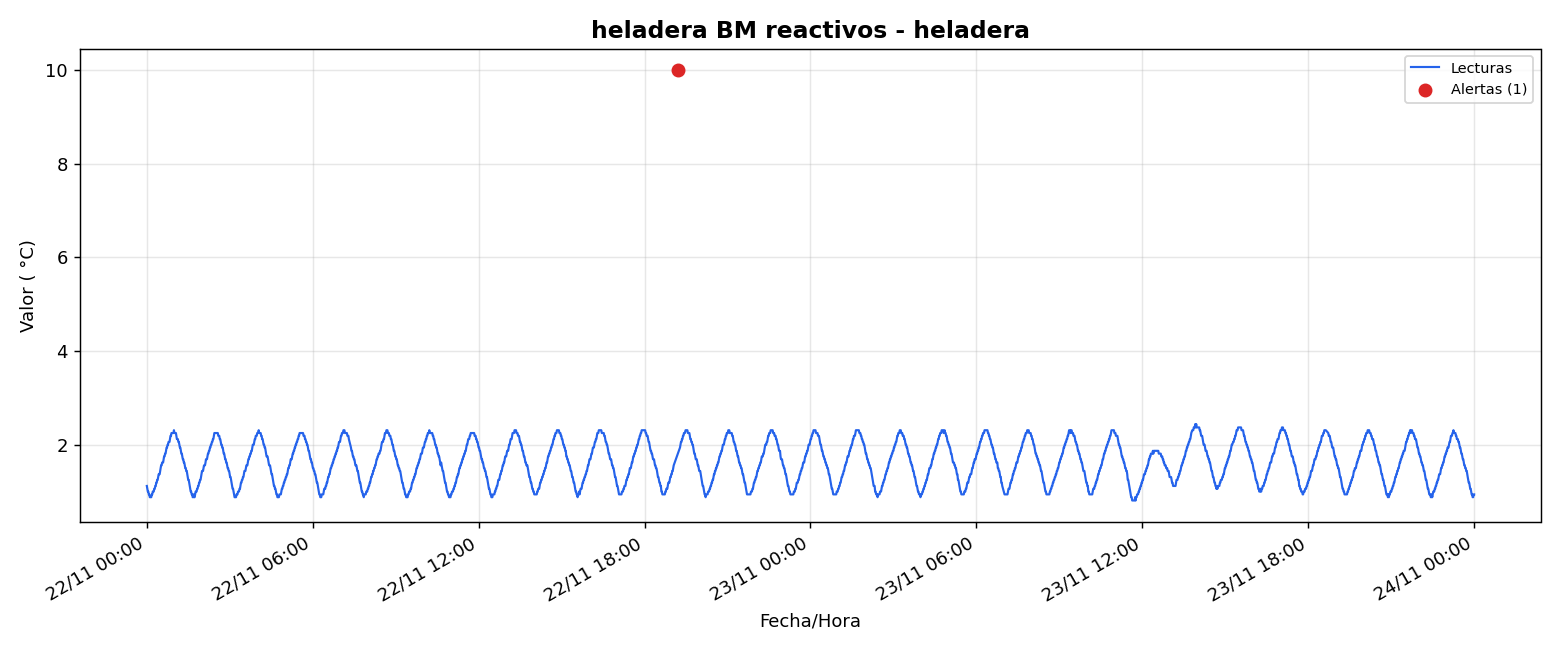 heladera BM reactivos - heladera
Lecturas
Alertas (1)
Valor ( °C)
10
8
6
4
2
22/11 00:00
22/11 06:00
22/11 12:00
22/11 18:00
23/11 00:00
23/11 06:00
23/11 12:00
23/11 18:00
24/11 00:00
Fecha/Hora